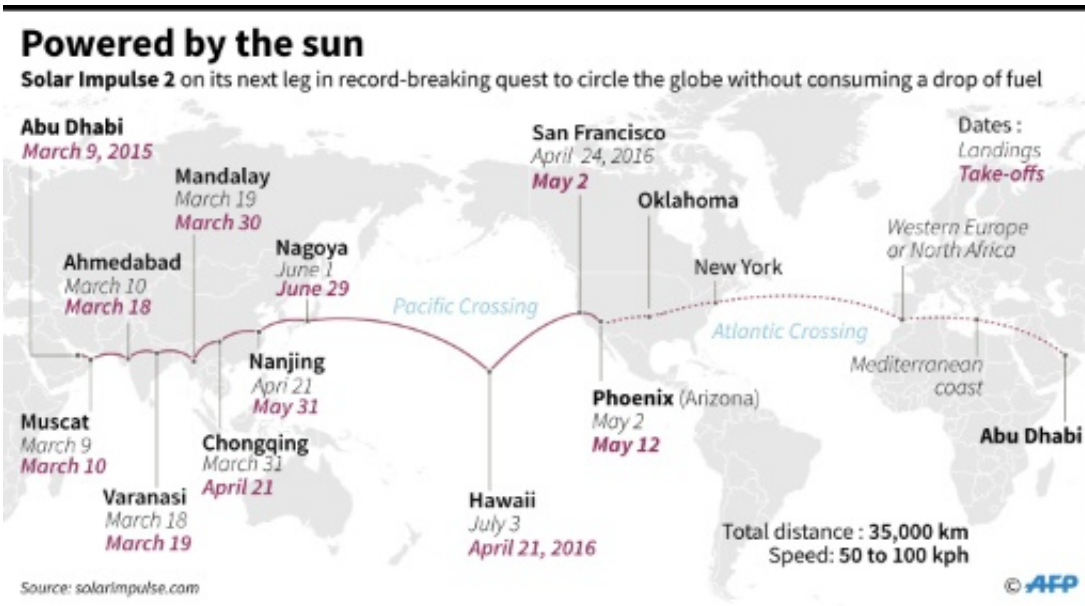 Powered by the sun
Solar Impulse 2 on its next leg in record-breaking quest to circle the globe without consuming a drop of fuel
Abu Dhabi
March 9, 2015
Mandalay
March 19
March 30
Ahmedabad
March 10
March 18
Nagoya
June 1
June 29
San Francisco
April 24, 2016
May 2
Oklahoma
New York
Dates :
Landings
Take-offs
Western Europe
or North Africa
Pacific Crossing
Atlantic Crossing
Mediterranean
coast
Abu Dhabi
Muscat
March 9
March 10
Varanasi
March 18
March 19
Chongqing
March 31
April 21
Nanjing
Apri 21
May 31
Hawaii
July 3
April 21, 2016
Phoenix (Arizona)
May 2
May 12
Total distance : 35,000 km
Speed: 50 to 100 kph
Source: solarimpulse.com
© AFP